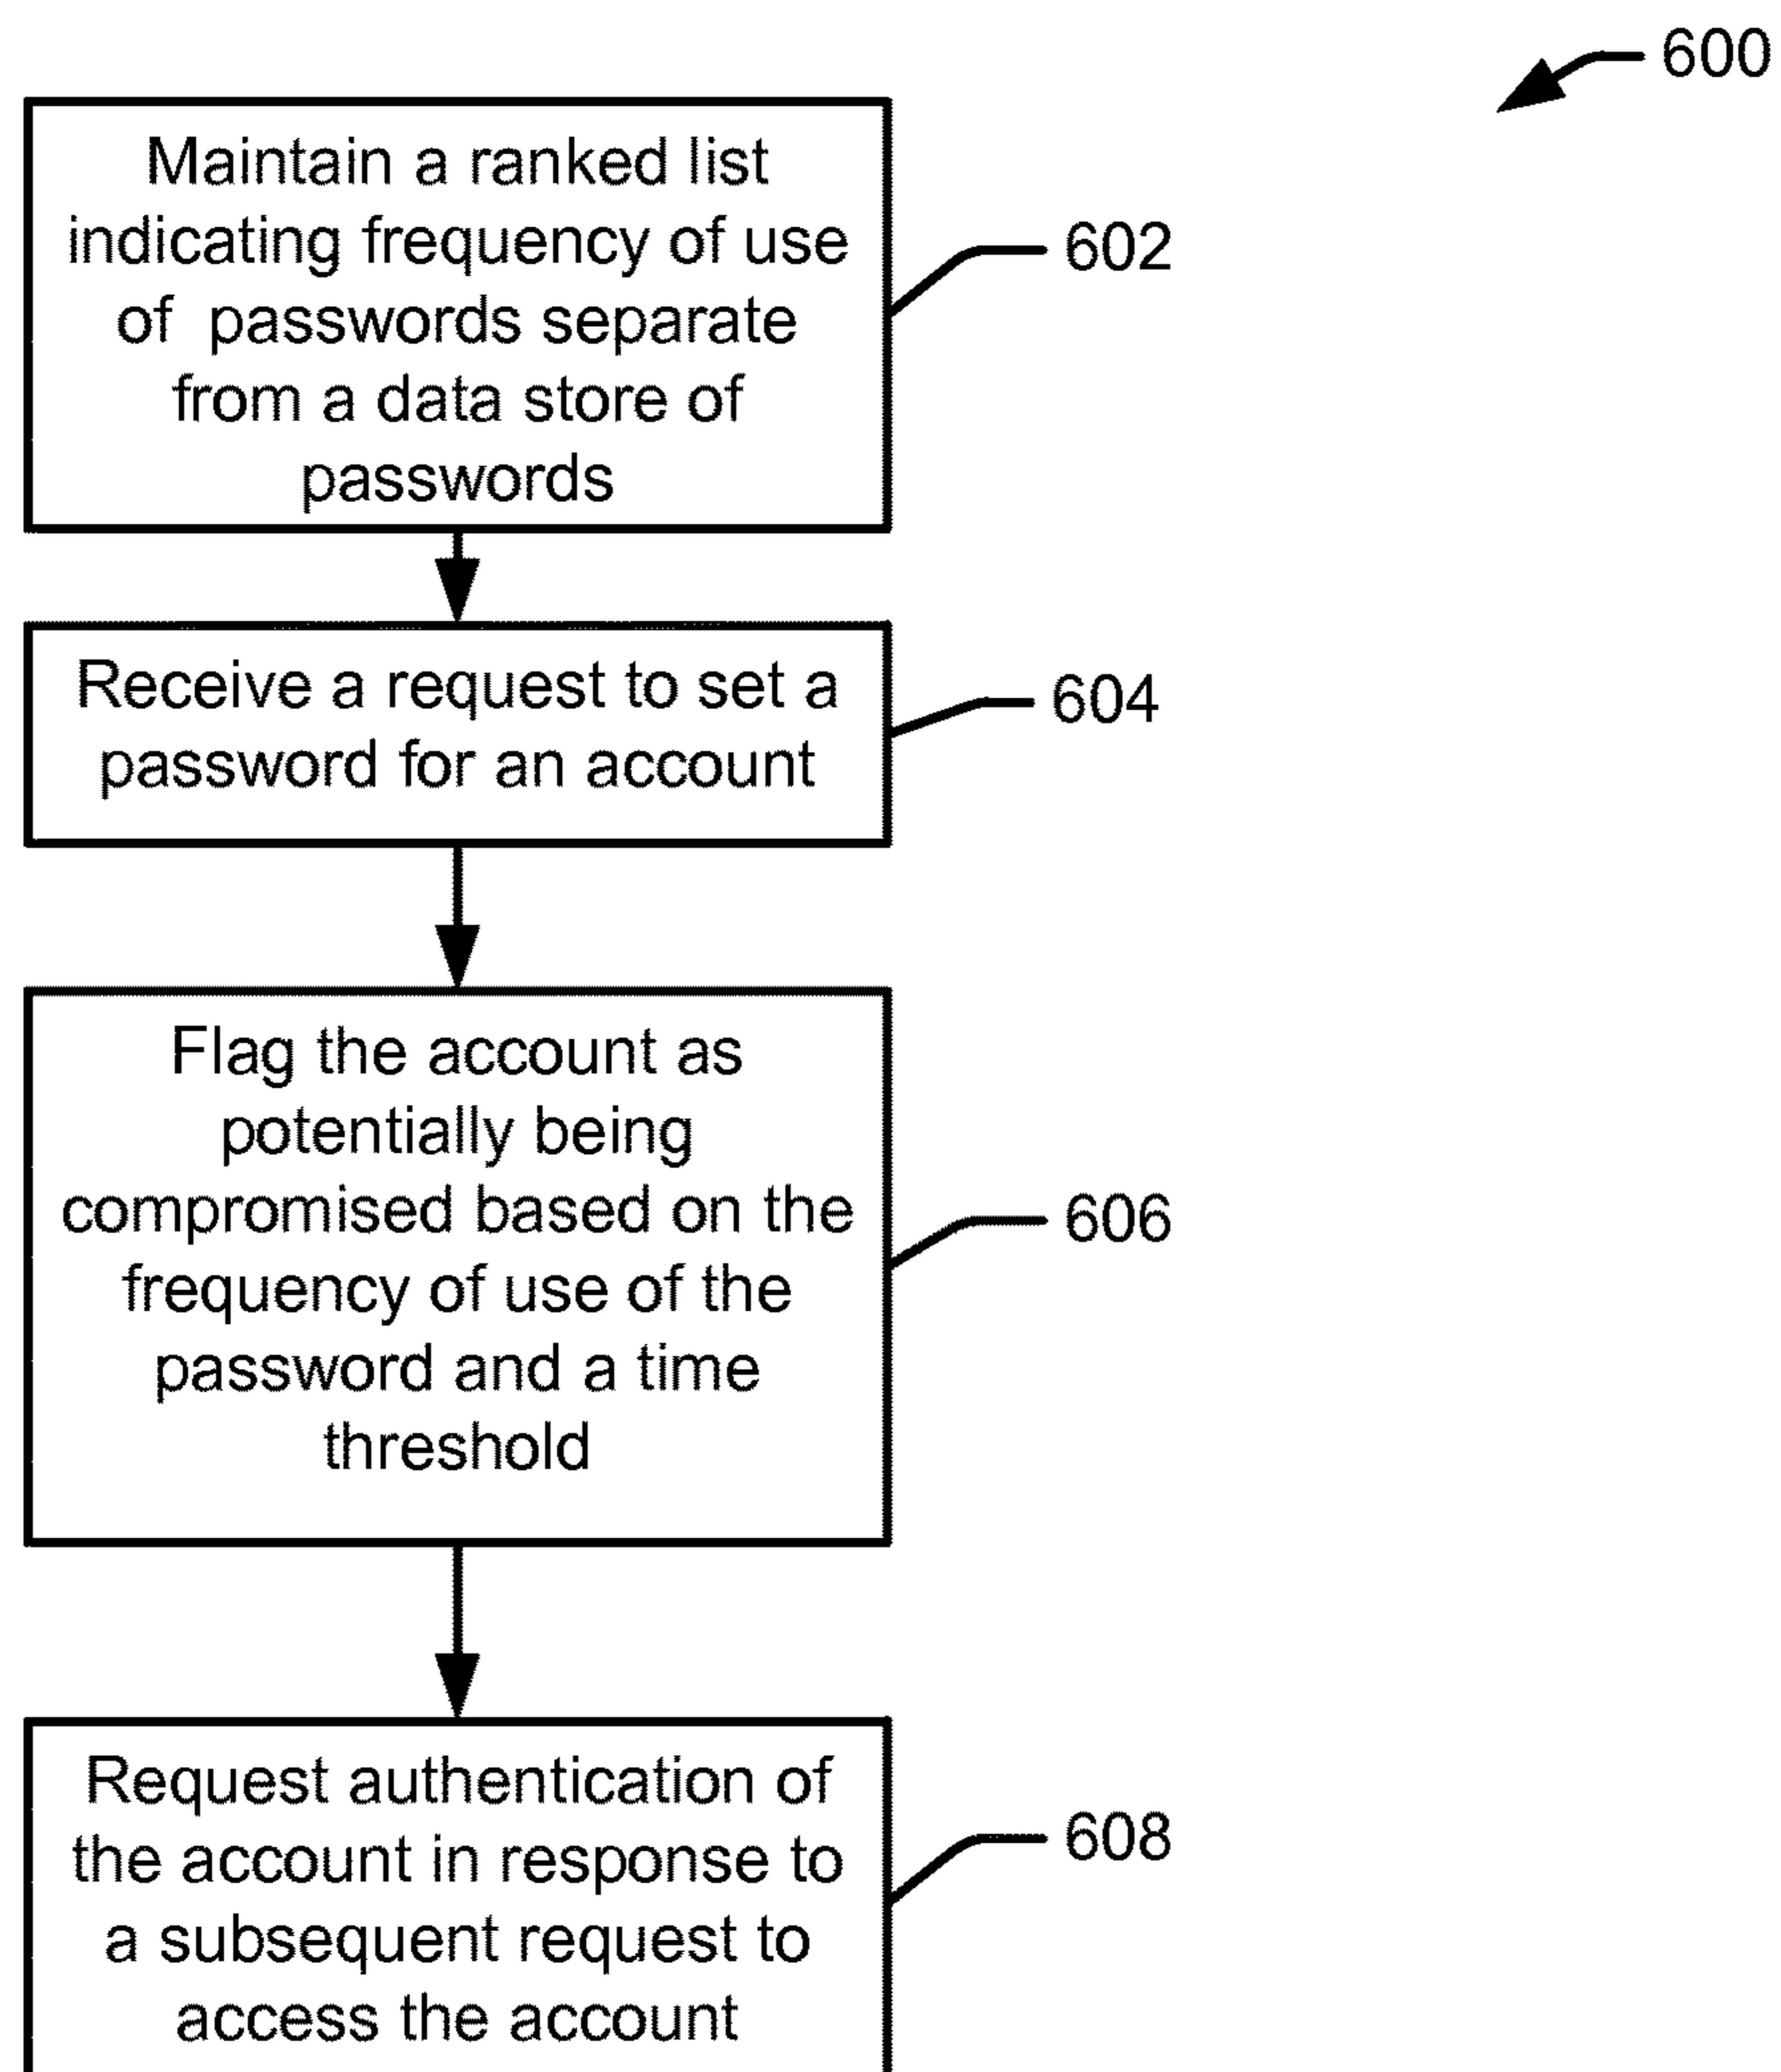 600
Maintain a ranked list
indicating frequency of use
of passwords separate
from a data store of
passwords
602
Receive a request to set a
password for an account
604
Flag the account as
potentially being
compromised based on the
frequency of use of the
password and a time
threshold
606
Request authentication of
the account in response to
a subsequent request to
access the account
608